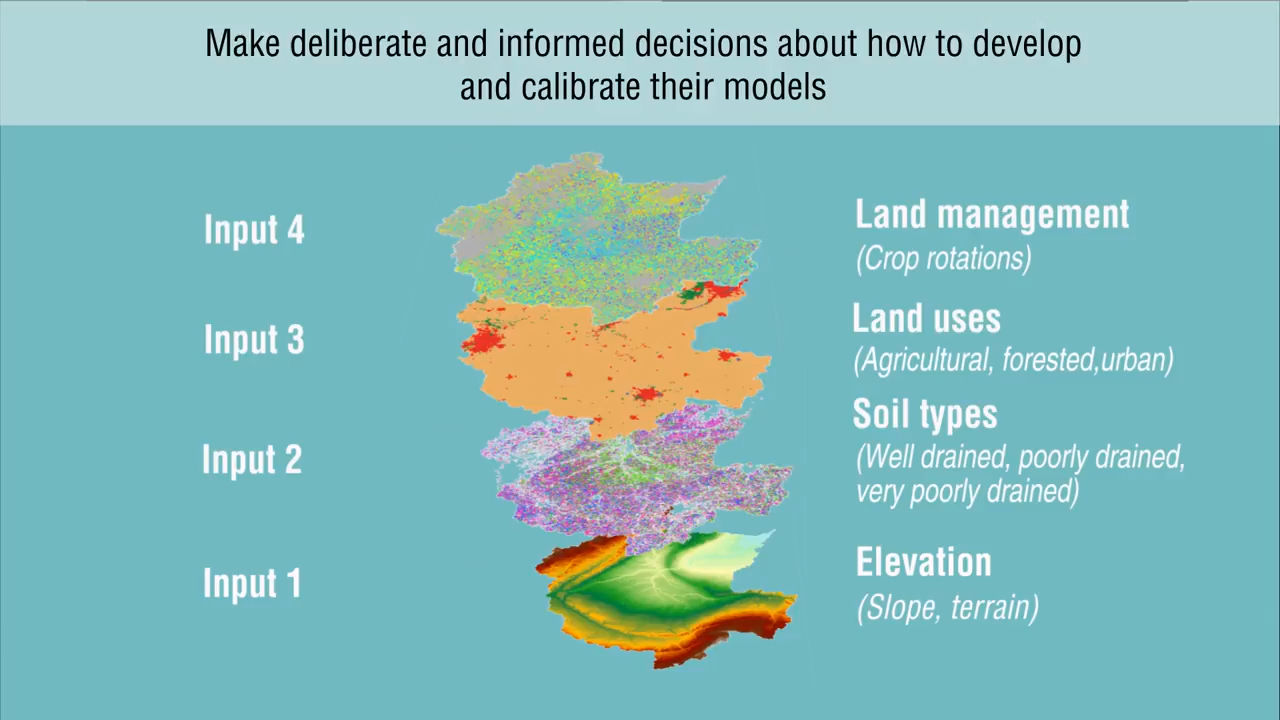 Make deliberate and informed decisions about how to develop
and calibrate their models
Input 4
Land management
(Crop rotations)
Input 3
Land uses
(Agricultural, forested,urban)
Input 2
Soil types
(Well drained, poorly drained,
very poorly drained)
Input 1
Elevation
(Slope, terrain)